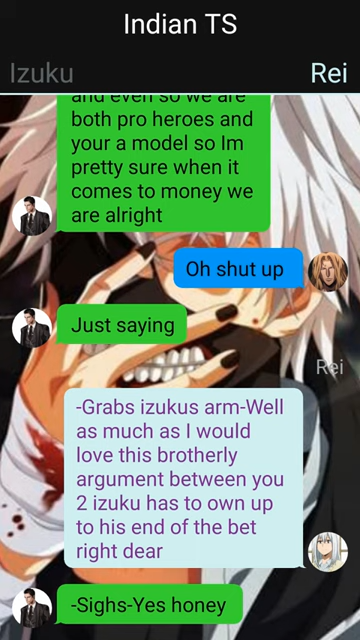 Indian TS
Izuku
Rei
and even so we are
both pro heroes and
your a model so Im
pretty sure when it
comes to money we
are alright
Oh shut up
Just saying
Rei
-Grabs izukus arm-Well
as much as I would
love this brotherly
argument between you
2 izuku has to own up
to his end of the bet
right dear
-Sighs-Yes honey